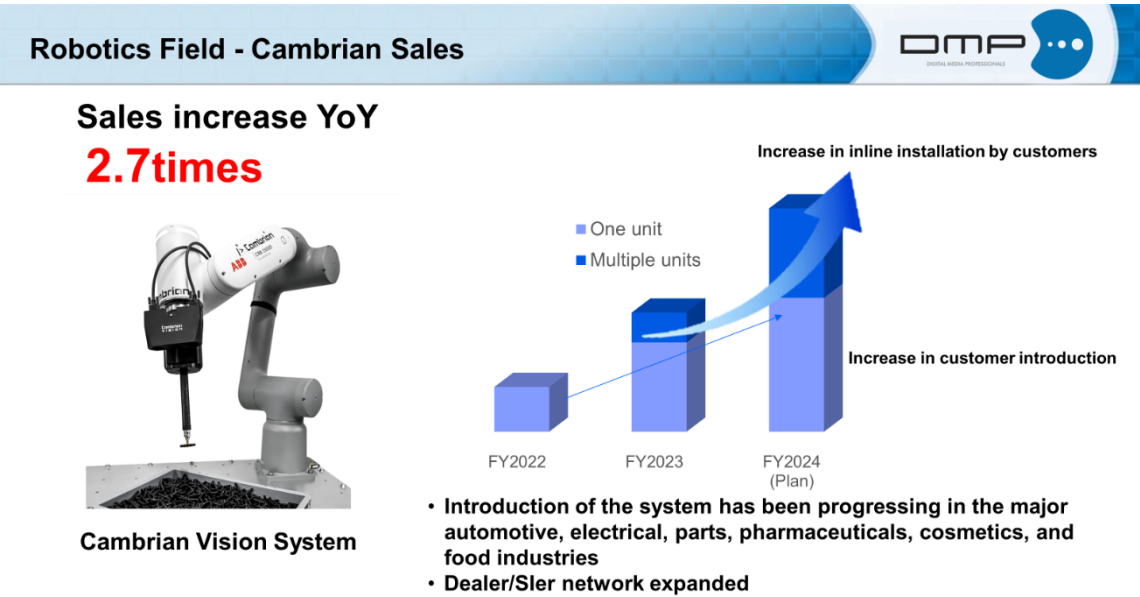 Robotics Field - Cambrian Sales
DMP
DIGITAL MEDIA PROFESSIONALS
Sales increase YoY
2.7times
Cambrian
ABB
Cambrian
VISION
Cambrian Vision System
Increase in inline installation by customers
One unit
Multiple units
Increase in customer introduction
FY2022
FY2023
FY2024
(Plan)
• Introduction of the system has been progressing in the major
automotive, electrical, parts, pharmaceuticals, cosmetics, and
food industries
• Dealer/SIer network expanded